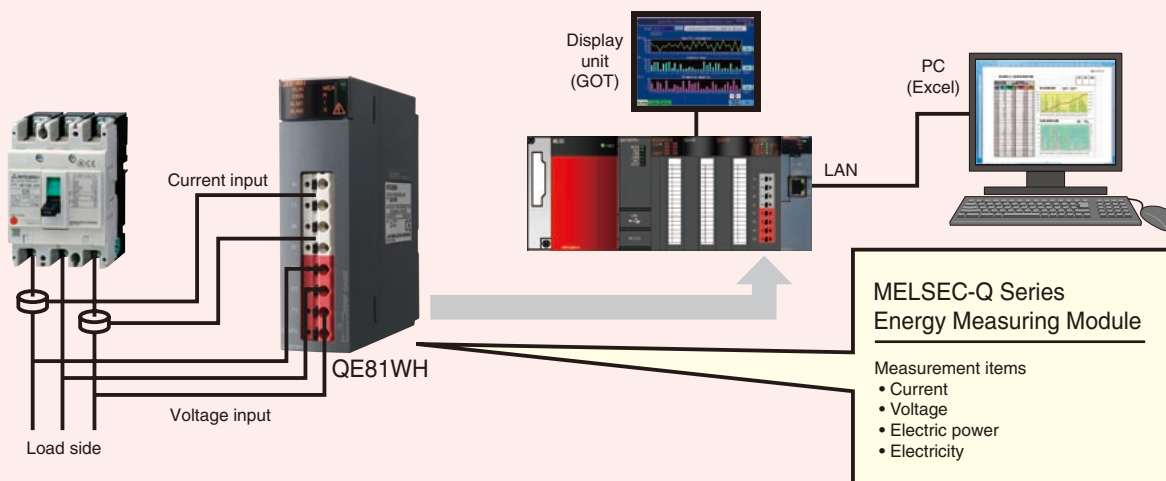 Display
unit
(GOT)
PC
(Excel)
Current input
LAN
QE81WH
Voltage input
Load side
MELSEC-Q Series
Energy Measuring Module
Measurement items
• Current
• Voltage
• Electric power
• Electricity